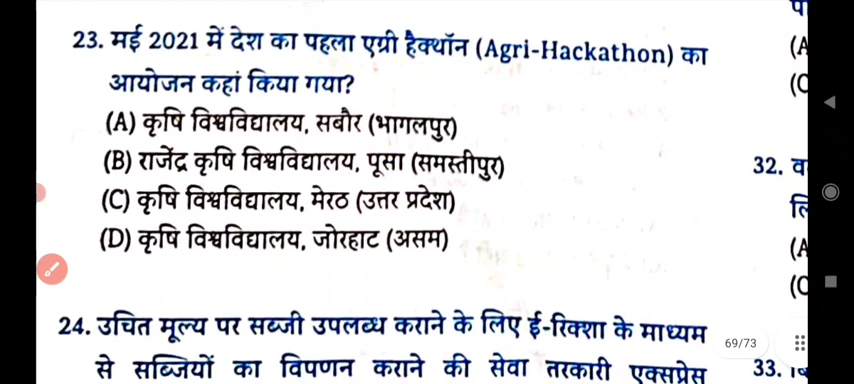 23. मई 2021 में देश का पहला एग्री हैक्थॉन (Agri-Hackathon) का
आयोजन कहां किया गया?
(A) कृषि विश्वविद्यालय, सबौर (भागलपुर)
(B) राजेंद्र कृषि विश्वविद्यालय, पूसा (समस्तीपुर)
(C) कृषि विश्वविद्यालय, मेरठ (उत्तर प्रदेश)
(D) कृषि विश्वविद्यालय, जोरहाट (असम)
24. उचित मूल्य पर सब्जी उपलब्ध कराने के लिए ई-रिक्शा के माध्यम
से सब्जियों का विपणन कराने की सेवा तरकारी एक्सप्रेस
69/73
(A
(C
32.
(A
(C
33.